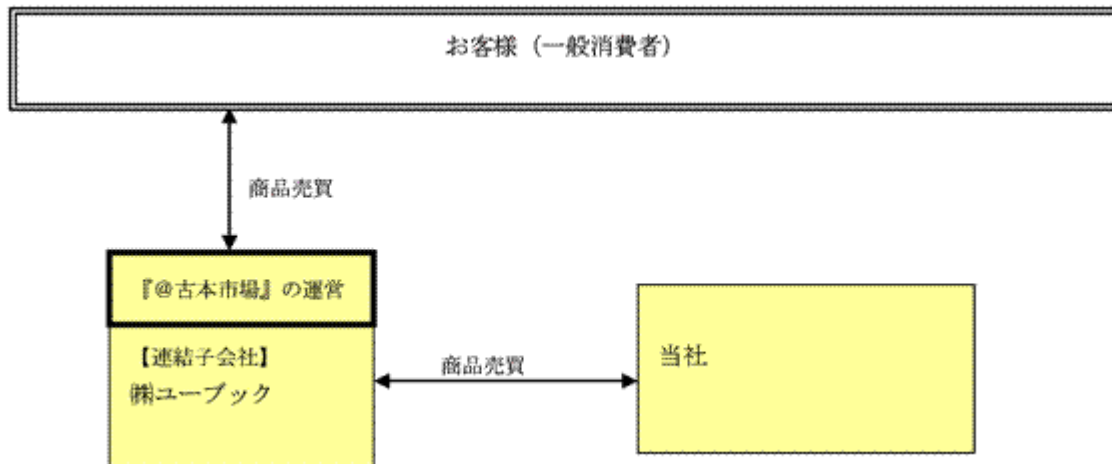 お客様（一般消費者）
商品売買
『＠古本市場』の運営
【連結子会社】
㈱ユーブック
商品売買
当社